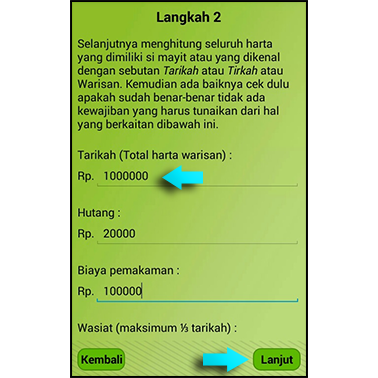 Langkah 2
Selanjutnya menghitung seluruh harta
yang dimiliki si mayit atau yang dikenal
dengan sebutan Tarikah atau Tirkah atau
Warisan. Kemudian ada baiknya cek dulu
apakah sudah benar-benar tidak ada
kewajiban yang harus tunaikan dari hal
yang berkaitan dibawah ini.
Tarikah (Total harta warisan) :
Rp. 1000000
Hutang :
Rp. 20000
Biaya pemakaman :
Rp. 100000
Wasiat (maksimum ⅓ tarikah) :
Kembali Lanjut